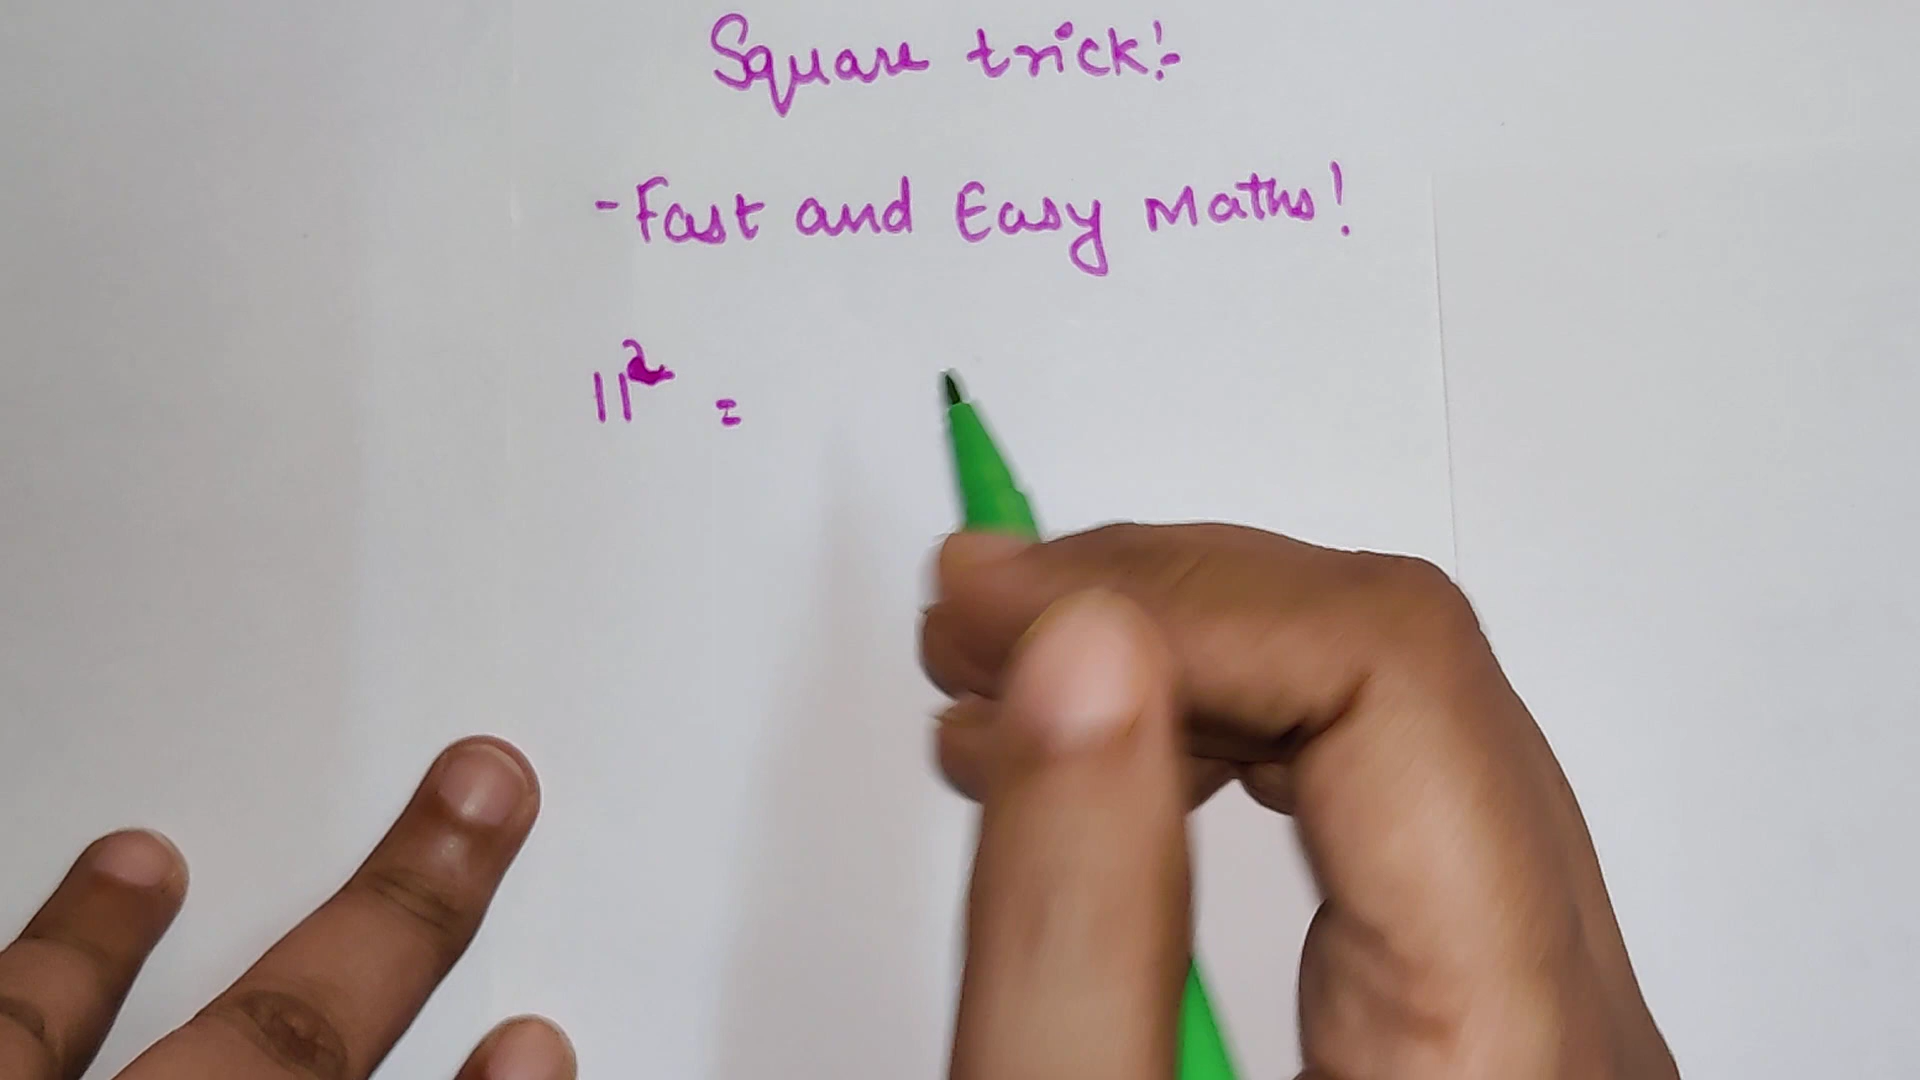 Square trick:-
-Fast and Easy Maths!
11² =